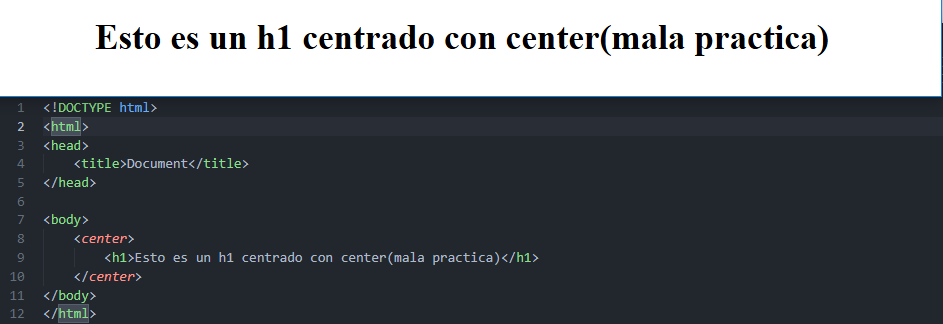 Esto es un h1 centrado con center(mala practica)
1 <!DOCTYPE html>
2 <html>
3 <head>
4     <title>Document</title>
5 </head>
6
7 <body>
8     <center>
9         <h1>Esto es un h1 centrado con center(mala practica)</h1>
10     </center>
11 </body>
12 </html>